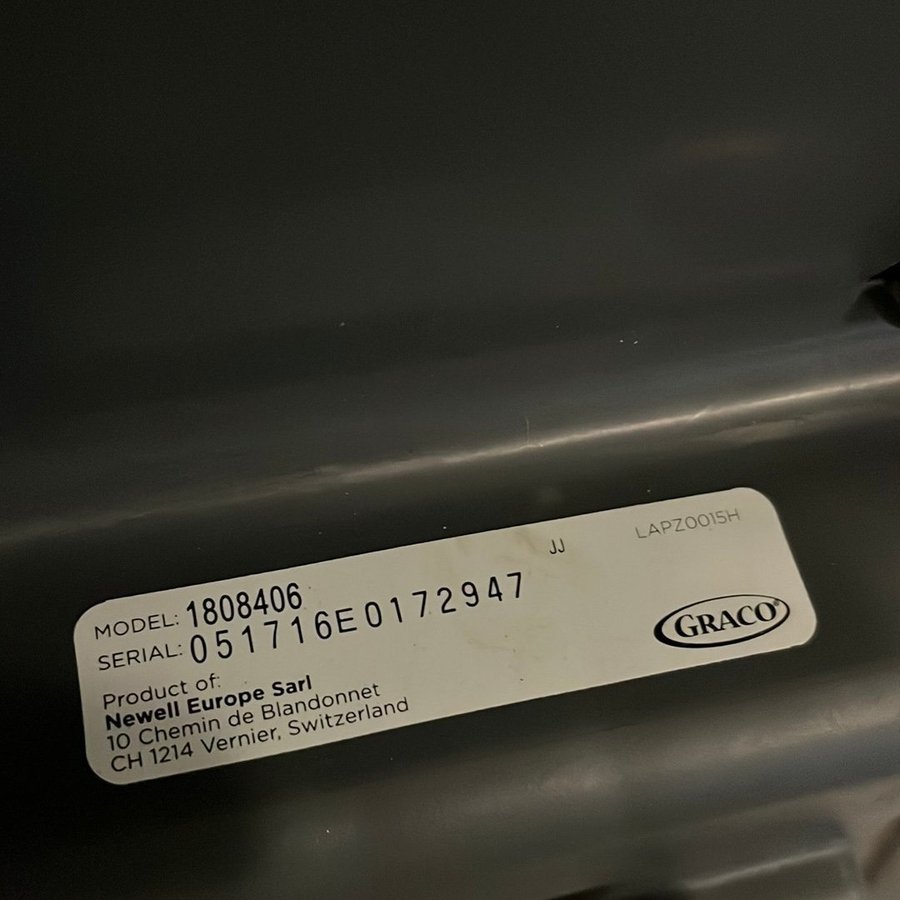 LAPZ0015H
JJ
MODEL: 1808406
SERIAL: 051716E0172947
GRACO®
Product of:
Newell Europe Sarl
10 Chemin de Blandonnet
CH 1214 Vernier, Switzerland